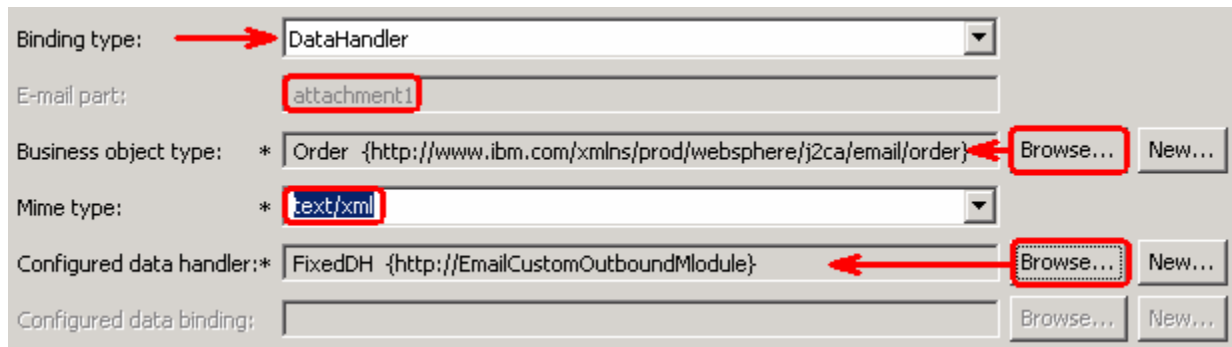 Binding type: DataHandler
E-mail part: attachment1
Business object type: * Order {http://www.ibm.com/xmlns/prod/websphere/j2ca/email/order} Browse... New...
Mime type: * text/xml
Configured data handler:* FixedDH {http://EmailCustomOutboundMlodule} Browse... New...
Configured data binding: Browse... New...